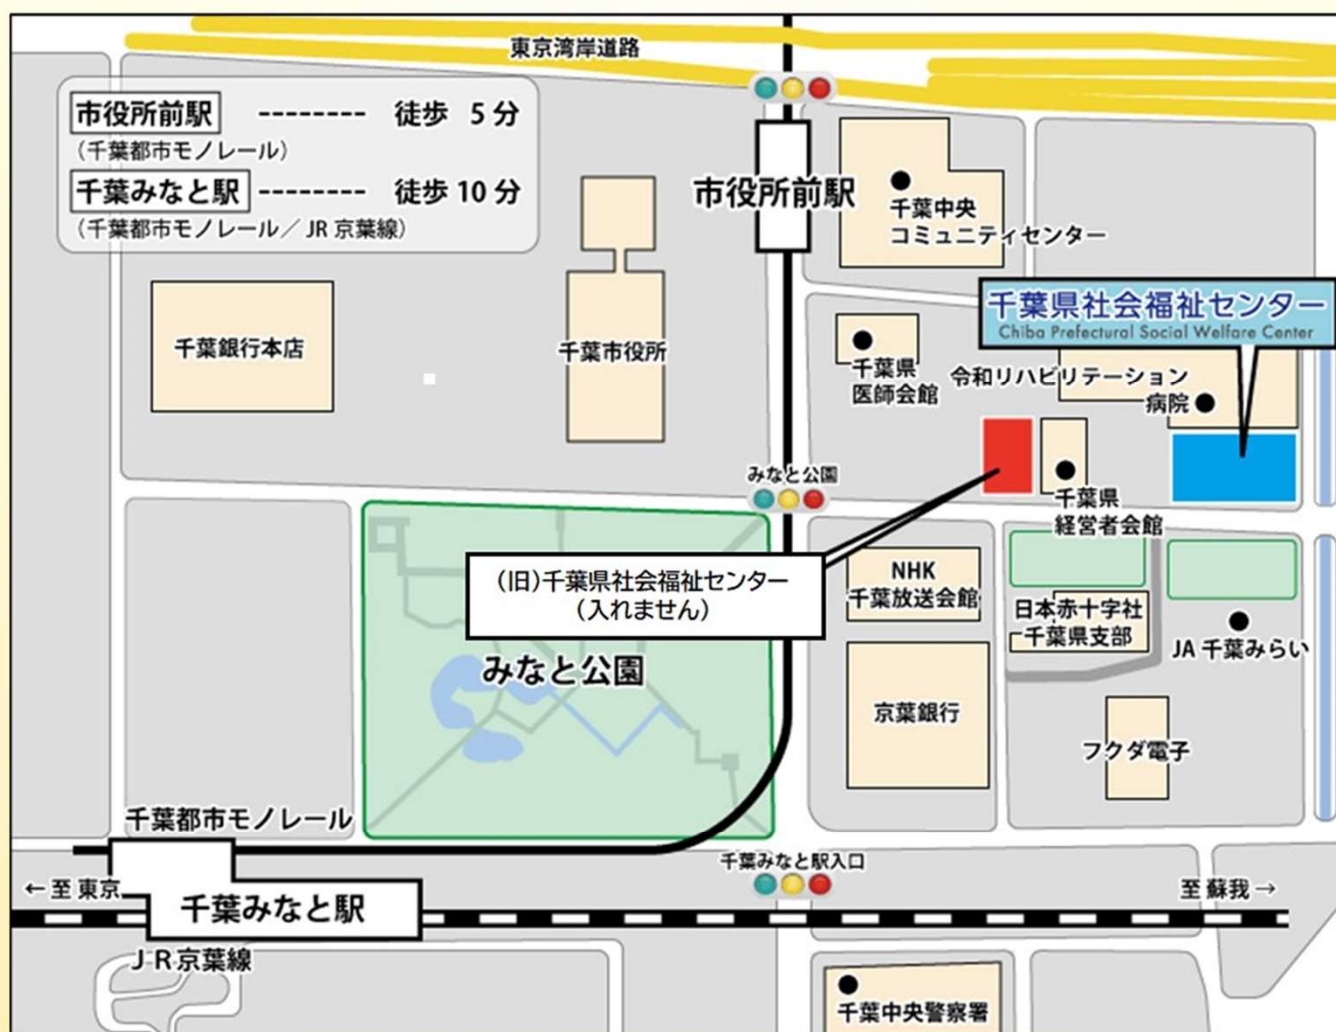 東京湾岸道路
市役所前駅 -------- 徒歩 5 分
(千葉都市モノレール)
千葉みなと駅 -------- 徒歩 10 分
(千葉都市モノレール/ JR 京葉線)
市役所前駅
千葉中央
コミュニティセンター
千葉県社会福祉センター
Chiba Prefectural Social Welfare Center
千葉銀行本店
千葉市役所
千葉県
医師会館
令和リハビリテーション
病院
みなと公園
千葉県
経営者会館
(旧)千葉県社会福祉センター
(入れません)
NHK
千葉放送会館
日本赤十字社
千葉県支部
JA 千葉みらい
みなと公園
京葉銀行
フクダ電子
千葉都市モノレール
千葉みなと駅入口
← 至 東京
至 蘇我 →
千葉みなと駅
JR京葉線
千葉中央警察署